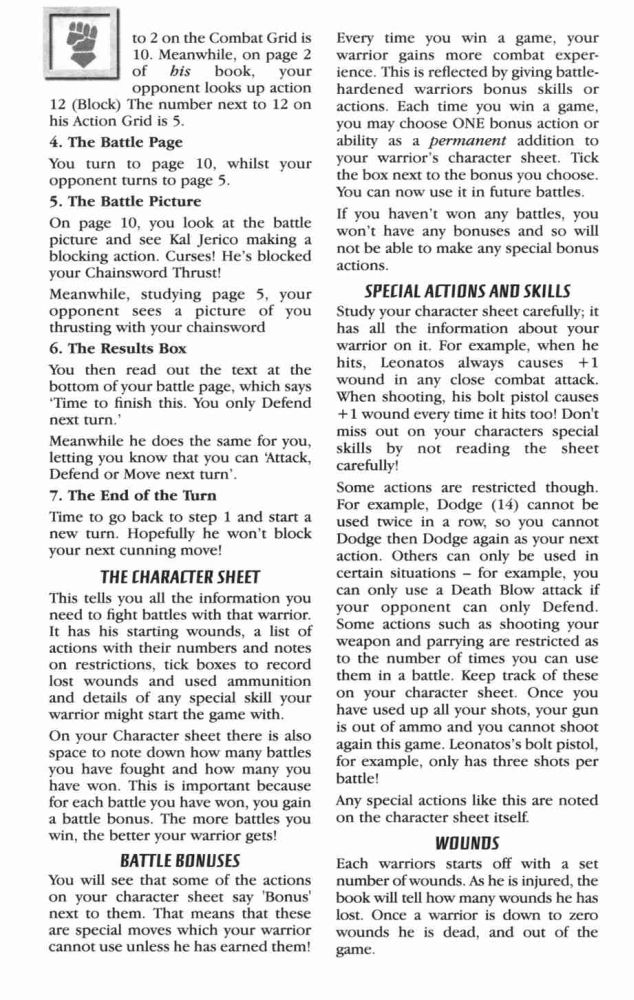 to 2 on the Combat Grid is
10. Meanwhile, on page 2
of his book, your
opponent looks up action
12 (Block) The number next to 12 on
his Action Grid is 5.
4. The Battle Page
You turn to page 10, whilst your
opponent turns to page 5.
5. The Battle Picture
On page 10, you look at the battle
picture and see Kal Jerico making a
blocking action. Curses! He's blocked
your Chainsword Thrust!
Meanwhile, studying page 5, your
opponent sees a picture of you
thrusting with your chainsword
6. The Results Box
You then read out the text at the
bottom of your battle page, which says
'Time to finish this. You only Defend
next turn.'
Meanwhile he does the same for you,
letting you know that you can 'Attack,
Defend or Move next turn'.
7. The End of the Turn
Time to go back to step 1 and start a
new turn. Hopefully he won't block
your next cunning move!
THE CHARACTER SHEET
This tells you all the information you
need to fight battles with that warrior.
It has his starting wounds, a list of
actions with their numbers and notes
on restrictions, tick boxes to record
lost wounds and used ammunition
and details of any special skill your
warrior might start the game with.
On your Character sheet there is also
space to note down how many battles
you have fought and how many you
have won. This is important because
for each battle you have won, you gain
a battle bonus. The more battles you
win, the better your warrior gets!
BATTLE BONUSES
You will see that some of the actions
on your character sheet say 'Bonus'
next to them. That means that these
are special moves which your warrior
cannot use unless he has earned them!
Every time you win a game, your
warrior gains more combat exper-
ience. This is reflected by giving battle-
hardened warriors bonus skills or
actions. Each time you win a game,
you may choose ONE bonus action or
ability as a permanent addition to
your warrior's character sheet. Tick
the box next to the bonus you choose.
You can now use it in future battles.
If you haven't won any battles, you
won't have any bonuses and so will
not be able to make any special bonus
actions.
SPECIAL ACTIONS AND SKILLS
Study your character sheet carefully; it
has all the information about your
warrior on it. For example, when he
hits, Leonatos always causes +1
wound in any close combat attack.
When shooting, his bolt pistol causes
+1 wound every time it hits too! Don't
miss out on your characters special
skills by not reading the sheet
carefully!
Some actions are restricted though.
For example, Dodge (14) cannot be
used twice in a row, so you cannot
Dodge then Dodge again as your next
action. Others can only be used in
certain situations – for example, you
can only use a Death Blow attack if
your opponent can only Defend.
Some actions such as shooting your
weapon and parrying are restricted as
to the number of times you can use
them in a battle. Keep track of these
on your character sheet. Once you
have used up all your shots, your gun
is out of ammo and you cannot shoot
again this game. Leonatos's bolt pistol,
for example, only has three shots per
battle!
Any special actions like this are noted
on the character sheet itself.
WOUNDS
Each warriors starts off with a set
number of wounds. As he is injured, the
book will tell how many wounds he has
lost. Once a warrior is down to zero
wounds he is dead, and out of the
game.